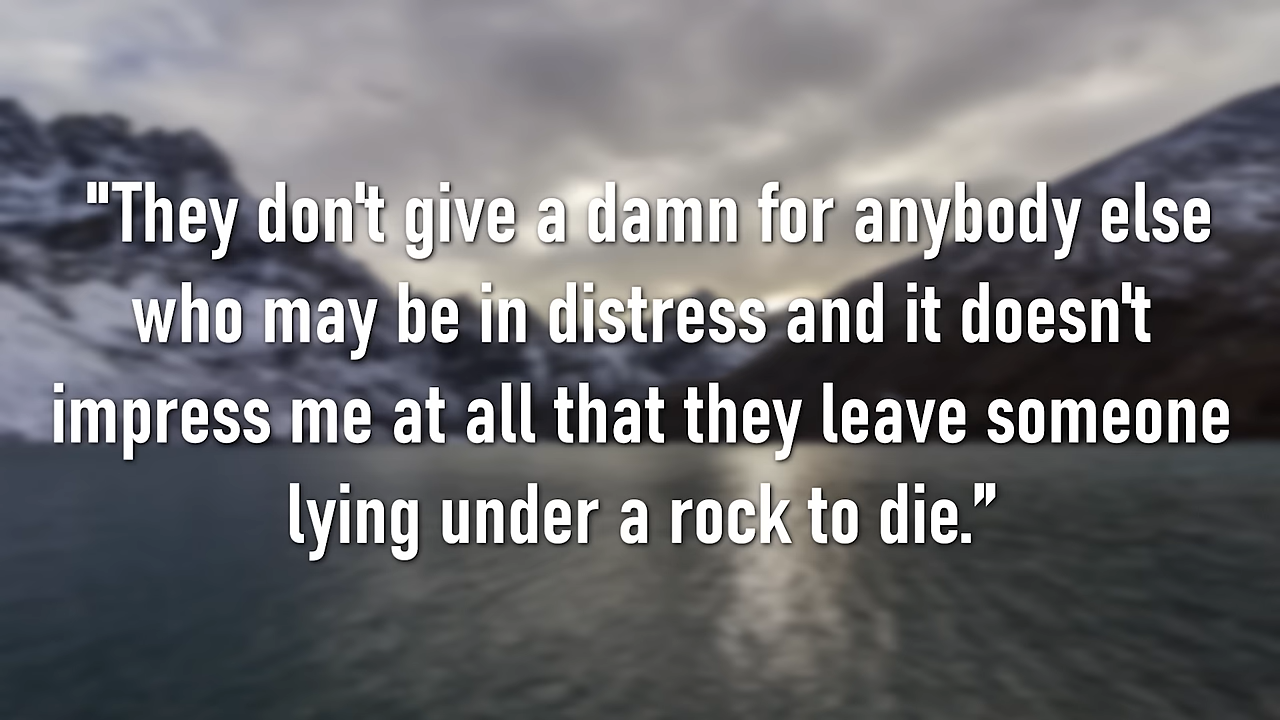 "They don't give a damn for anybody else
who may be in distress and it doesn't
impress me at all that they leave someone
lying under a rock to die.”